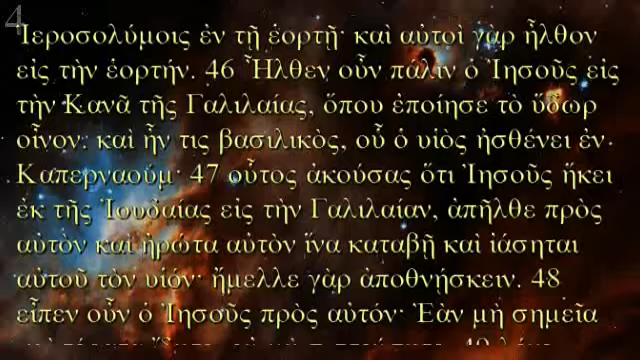 4
Ἱεροσολύμοις ἐν τῇ ἑορτῇ· καὶ αὐτοὶ γὰρ ἦλθον
εἰς τὴν ἑορτήν. 46 Ἦλθεν οὖν πάλιν ὁ Ἰησοῦς εἰς
τὴν Κανᾶ τῆς Γαλιλαίας, ὅπου ἐποίησε τὸ ὕδωρ
οἶνον. καὶ ἦν τις βασιλικὸς, οὗ ὁ υἱὸς ἠσθένει ἐν
Καπερναούμ· 47 οὗτος ἀκούσας ὅτι Ἰησοῦς ἥκει
ἐκ τῆς Ἰουδαίας εἰς τὴν Γαλιλαίαν, ἀπῆλθε πρὸς
αὐτὸν καὶ ἠρώτα αὐτὸν ἵνα καταβῇ καὶ ἰάσηται
αὐτοῦ τὸν υἱόν· ἤμελλε γὰρ ἀποθνήσκειν. 48
εἶπεν οὖν ὁ Ἰησοῦς πρὸς αὐτόν· Ἐὰν μὴ σημεῖα